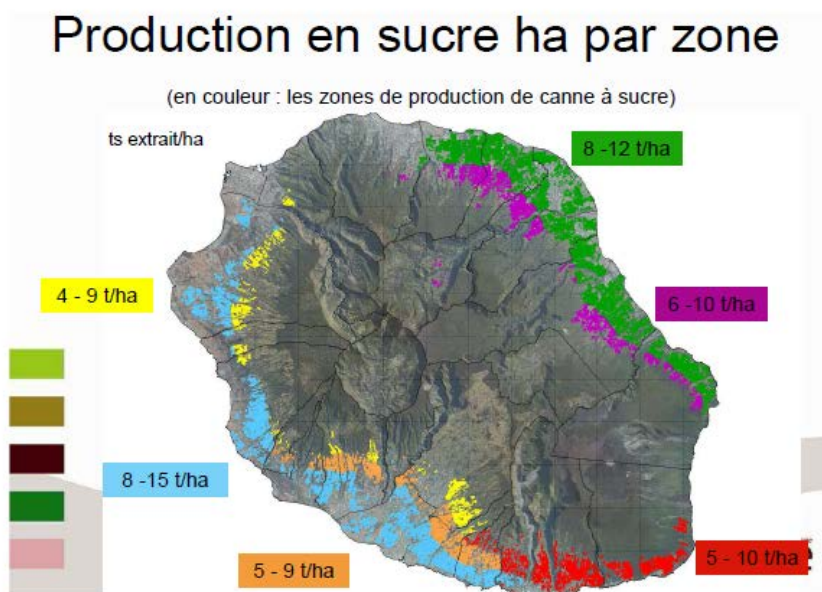 Production en sucre ha par zone
(en couleur : les zones de production de canne à sucre)
ts extrait/ha
8 -12 t/ha
4 - 9 t/ha
6 -10 t/ha
8 -15 t/ha
5 - 9 t/ha
5 - 10 t/ha